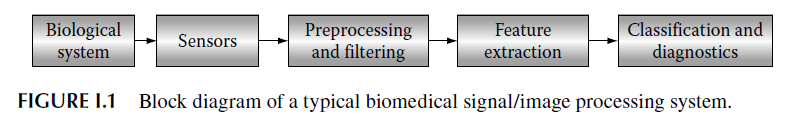 Biological
system
Sensors
Preprocessing
and filtering
Feature
extraction
Classification and
diagnostics
FIGURE I.1 Block diagram of a typical biomedical signal/image processing system.